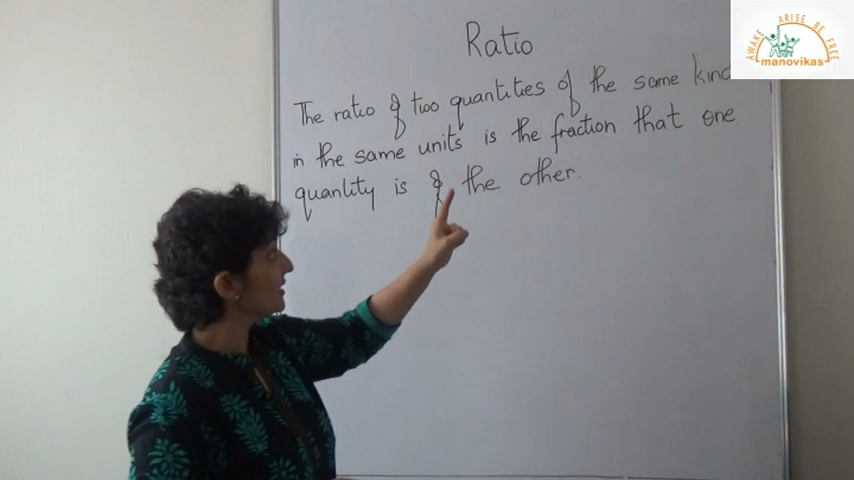 Ratio
The ratio of two quantities of the same kind
in the same units is the fraction that one
quantity is of the other.
AWAKE ARISE BE FREE
manovikas